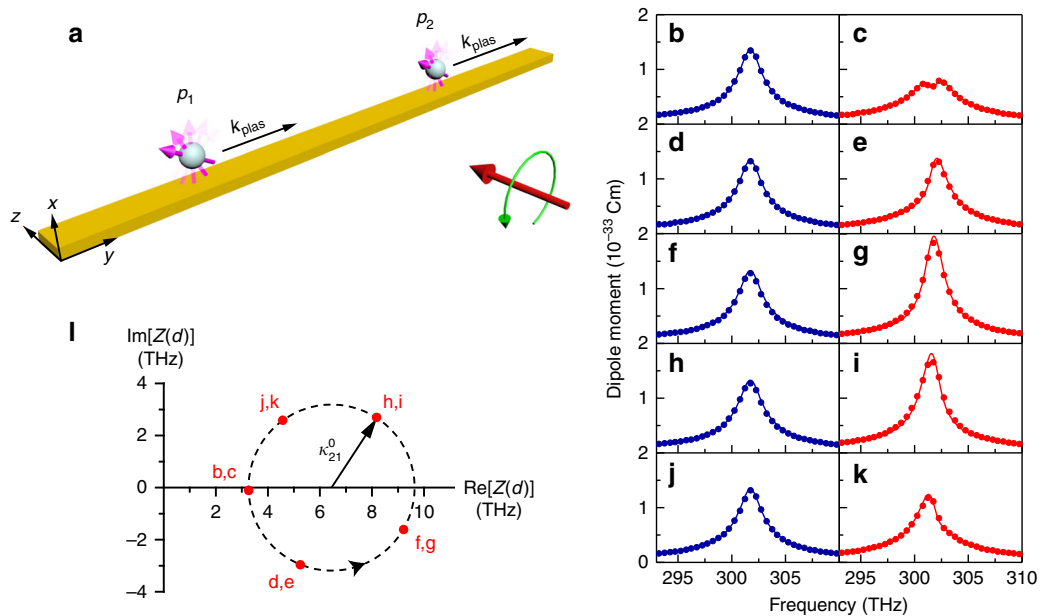 a
p2
kplas
p1
kplas
x
z
y
l
Im[Z(d)]
(THz)
4
2
0
−2
−4
2
4
6
8
10
Re[Z(d)]
(THz)
j,k
h,i
κ⁰21
b,c
d,e
f,g
Dipole moment (10⁻³³ Cm)
b
c
2
1
2
d
e
1
2
f
g
1
2
h
i
1
2
j
k
1
0
295 300 305 295 300 305 310
Frequency (THz)